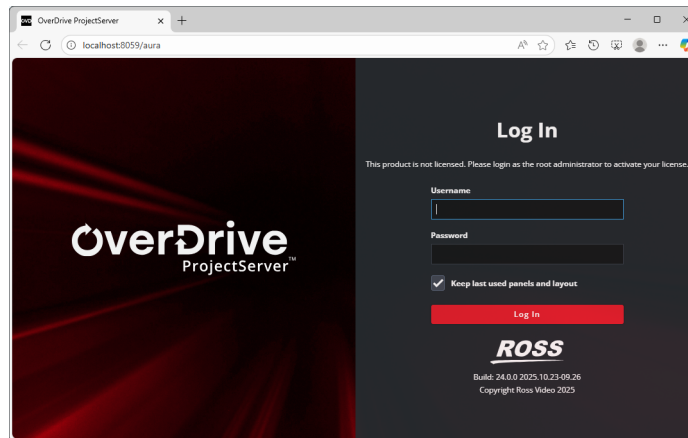 OVD OverDrive ProjectServer
localhost:8059/aura
OverDrive
ProjectServer™
Log In
This product is not licensed. Please login as the root administrator to activate your license.
Username
Password
Keep last used panels and layout
Log In
ROSS
Build: 24.0.0 2025.10.23-09.26
Copyright Ross Video 2025